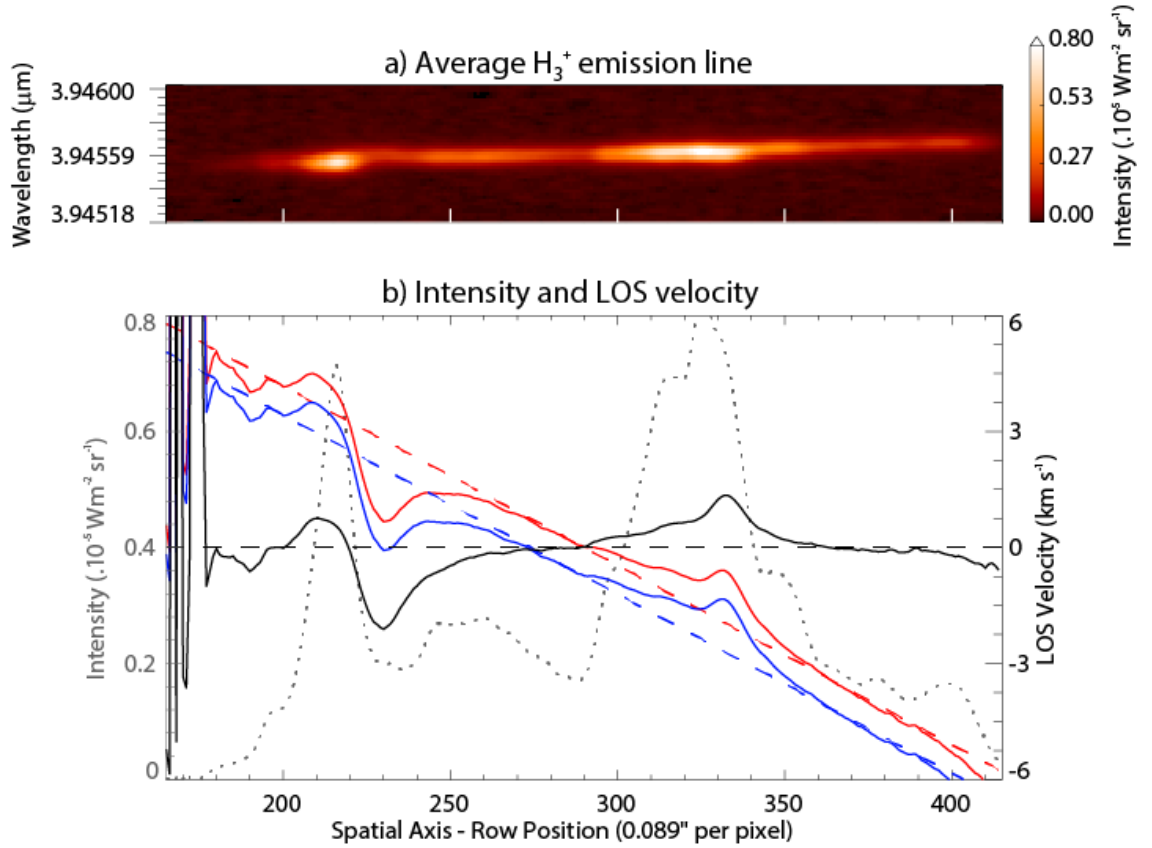 a) Average H₃⁺ emission line
Wavelength (μm)
3.94600
3.94559
3.94518
0.80
0.53
0.27
0.00
Intensity (.10⁻⁵ Wm⁻² sr⁻¹)
b) Intensity and LOS velocity
Intensity (.10⁻⁵ Wm⁻² sr⁻¹)
0.8
0.6
0.4
0.2
0
6
3
0
-3
-6
LOS Velocity (km s⁻¹)
200 250 300 350 400
Spatial Axis - Row Position (0.089" per pixel)